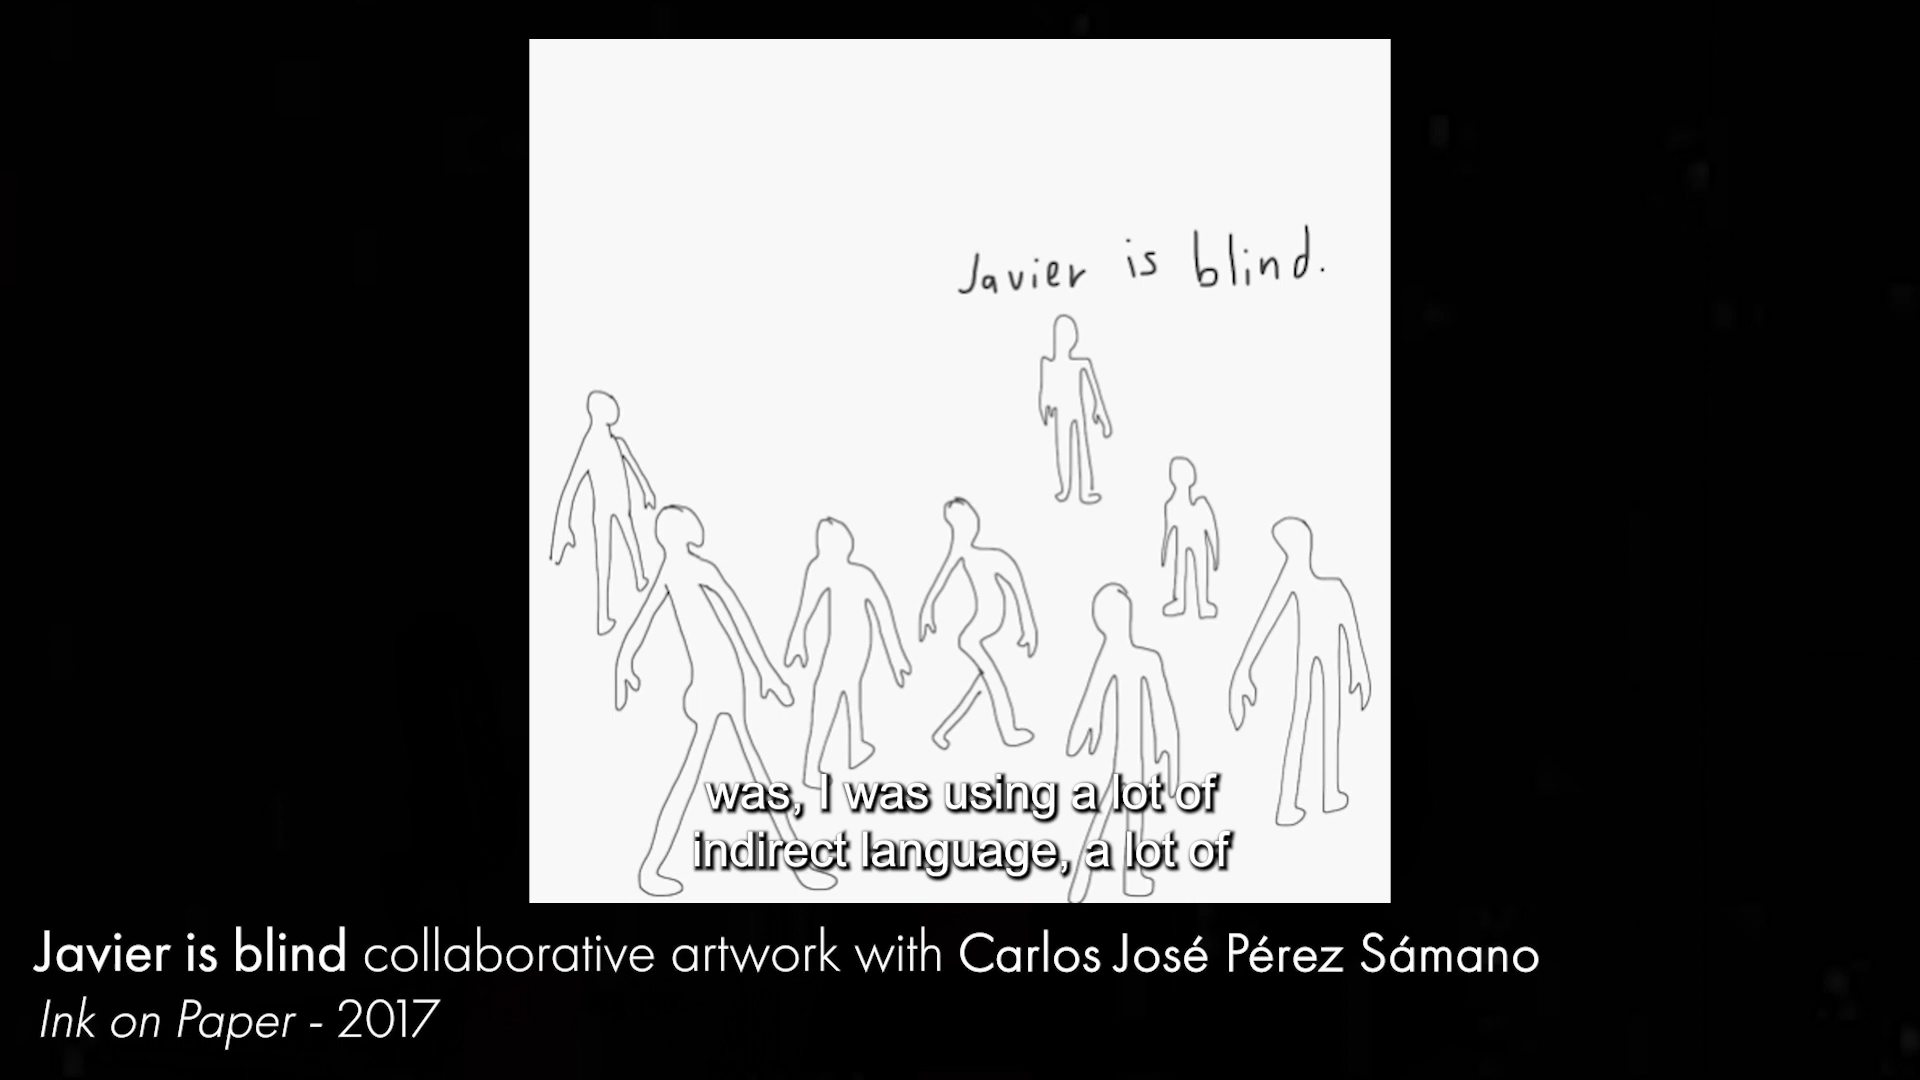 Javier is blind.
was, I was using a lot of
indirect language, a lot of
Javier is blind collaborative artwork with Carlos José Pérez Sámano
Ink on Paper - 2017